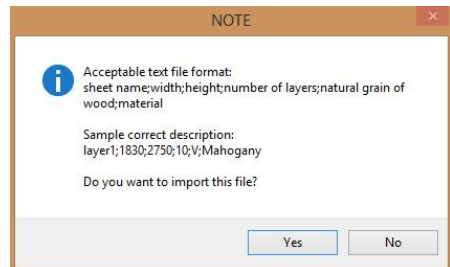 NOTE
Acceptable text file format:
sheet name;width;height;number of layers;natural grain of
wood;material
Sample correct description:
layer1;1830;2750;10;V;Mahogany
Do you want to import this file?
Yes No